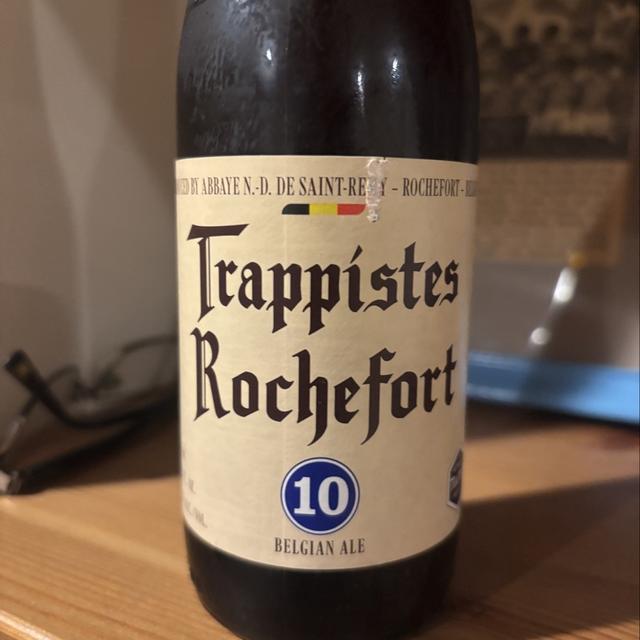 BY ABBAYE N.-D. DE SAINT-REMY – ROCHEFORT -
Trappistes
Rochefort
10
BELGIAN ALE